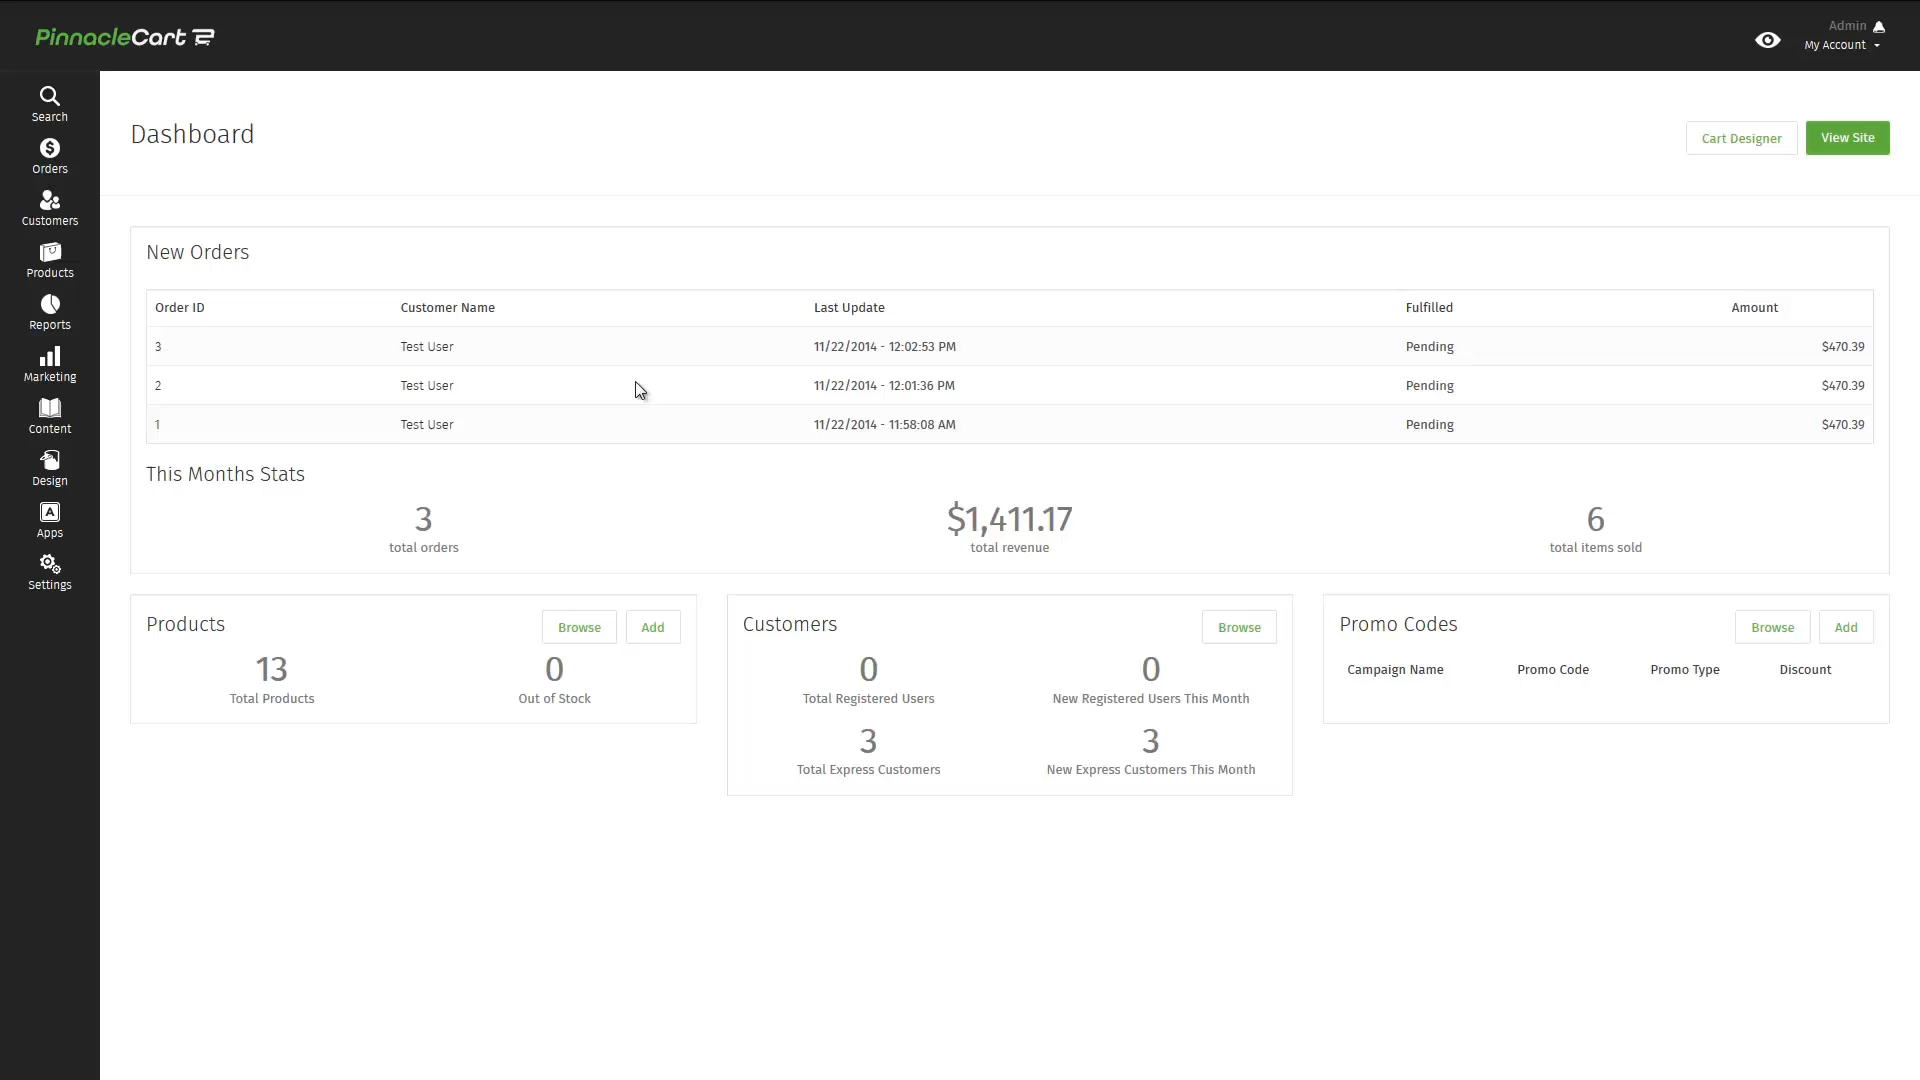 PinnacleCart
Admin
My Account
Search
Orders
Customers
Products
Reports
Marketing
Content
Design
A
Apps
Settings
Dashboard
Cart Designer View Site
New Orders
Order ID Customer Name Last Update Fulfilled Amount
3 Test User 11/22/2014 - 12:02:53 PM Pending $470.39
2 Test User 11/22/2014 - 12:01:36 PM Pending $470.39
1 Test User 11/22/2014 - 11:58:08 AM Pending $470.39
This Months Stats
3 $1,411.17 6
total orders total revenue total items sold
Products Browse Add
13 0
Total Products Out of Stock
Customers Browse
0 0
Total Registered Users New Registered Users This Month
3 3
Total Express Customers New Express Customers This Month
Promo Codes Browse Add
Campaign Name Promo Code Promo Type Discount